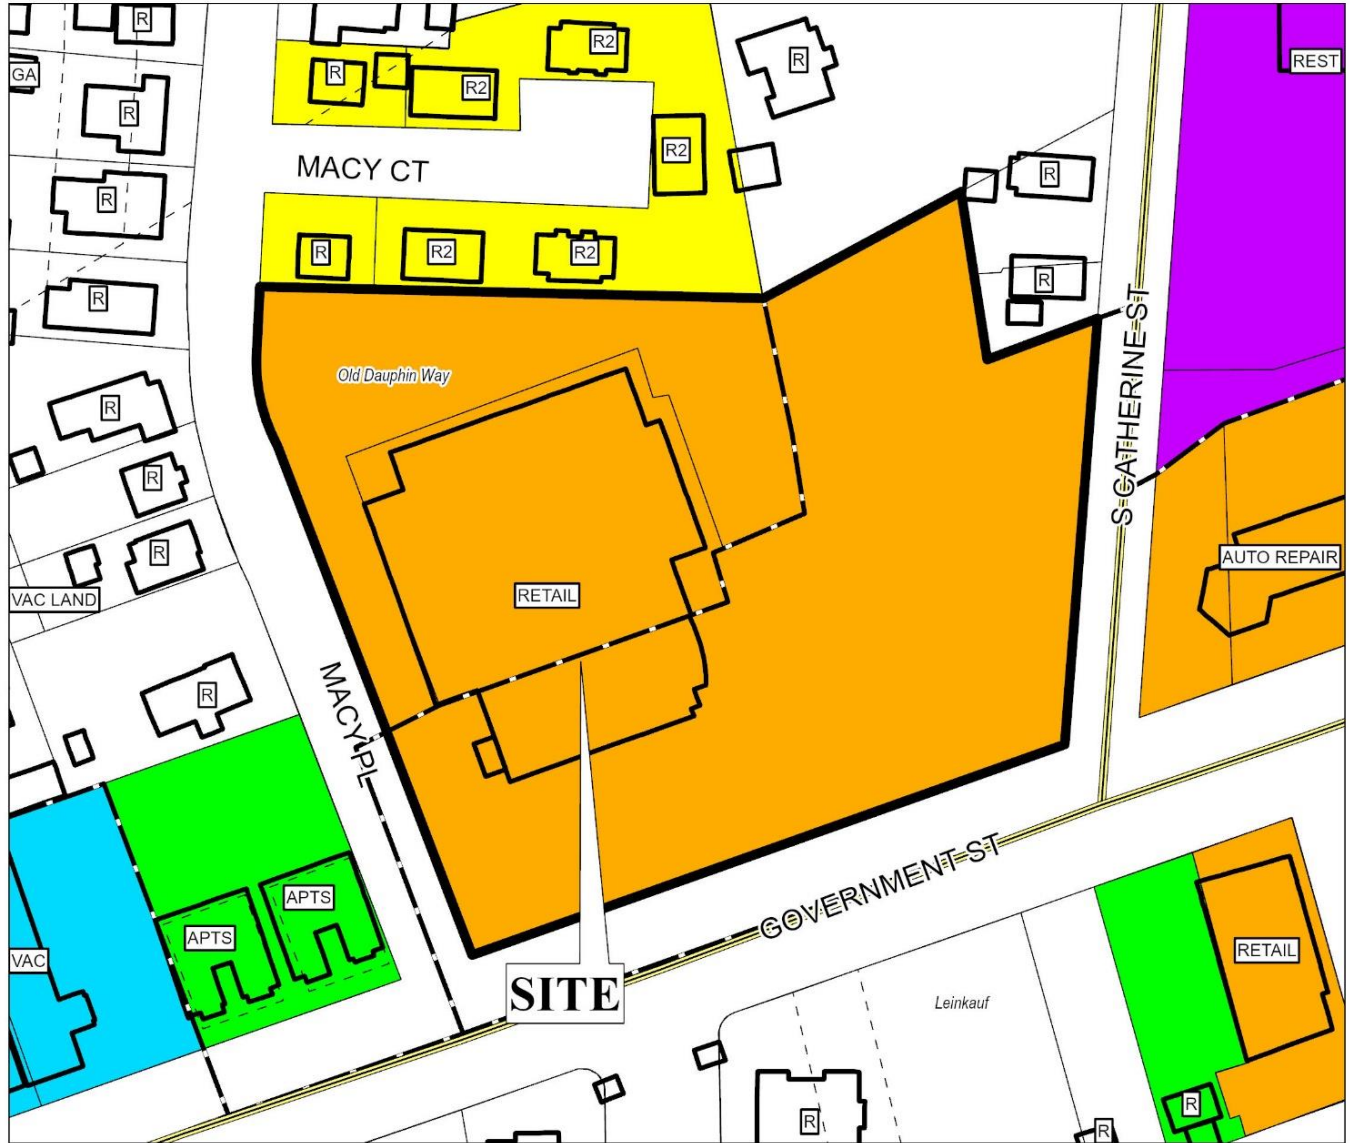 R
R
R2
R
REST
GA
R
R2
R
MACY CT
R2
R
R
R
R2
R2
R
R
S CATHERINE ST
Old Dauphin Way
R
R
R
AUTO REPAIR
VAC LAND
RETAIL
R
MACY PL
APTS
APTS
GOVERNMENT ST
VAC
RETAIL
SITE
Leinkauf
R
R
R